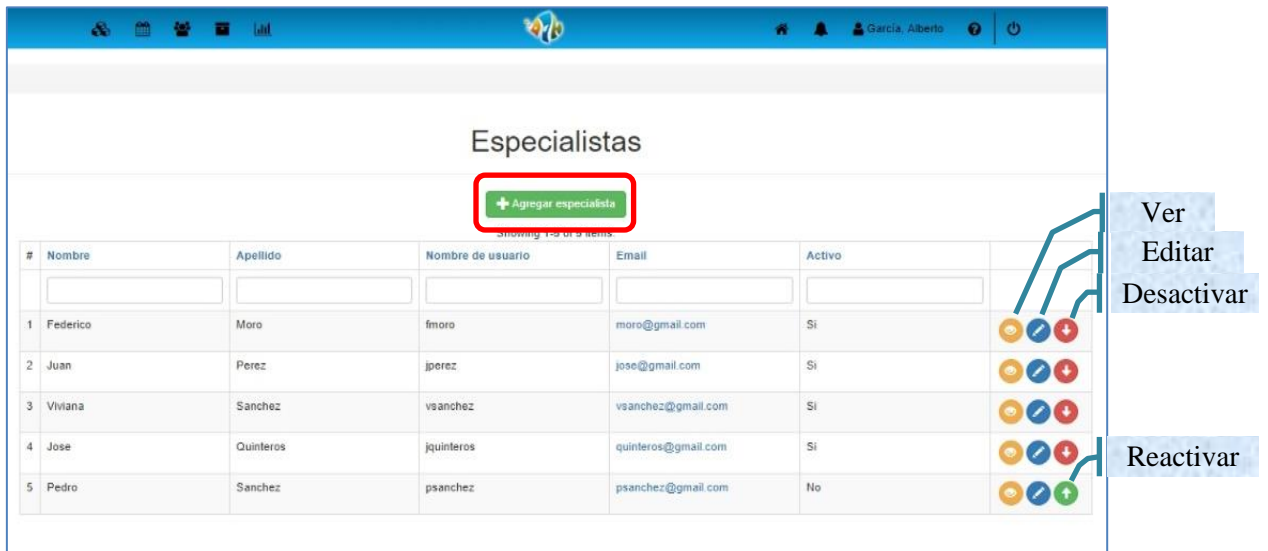 García, Alberto
Especialistas
Agregar especialista
Showing 1-5 of 5 items
# Nombre Apellido Nombre de usuario Email Activo
1 Federico Moro fmoro moro@gmail.com Si
2 Juan Perez jperez jose@gmail.com Si
3 Viviana Sanchez vsanchez vsanchez@gmail.com Si
4 Jose Quinteros jquinteros quinteros@gmail.com Si
5 Pedro Sanchez psanchez psanchez@gmail.com No
Ver
Editar
Desactivar
Reactivar